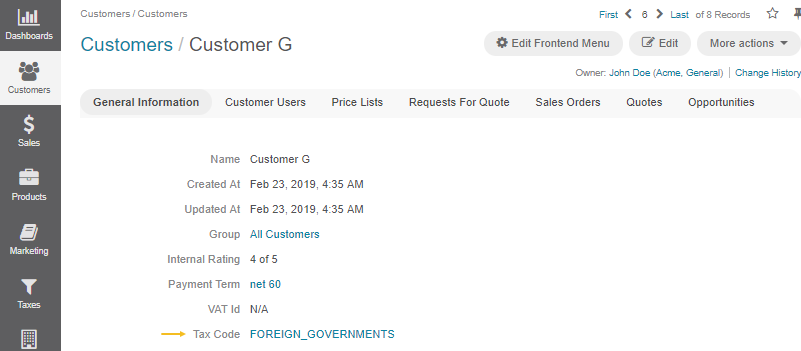 Dashboards
Customers
Sales
Products
Marketing
Taxes
Customers / Customers
First 6 Last of 8 Records
Customers / Customer G
Edit Frontend Menu
Edit
More actions
Owner: John Doe (Acme, General) | Change History
General Information Customer Users Price Lists Requests For Quote Sales Orders Quotes Opportunities
Name Customer G
Created At Feb 23, 2019, 4:35 AM
Updated At Feb 23, 2019, 4:35 AM
Group All Customers
Internal Rating 4 of 5
Payment Term net 60
VAT Id N/A
Tax Code FOREIGN_GOVERNMENTS